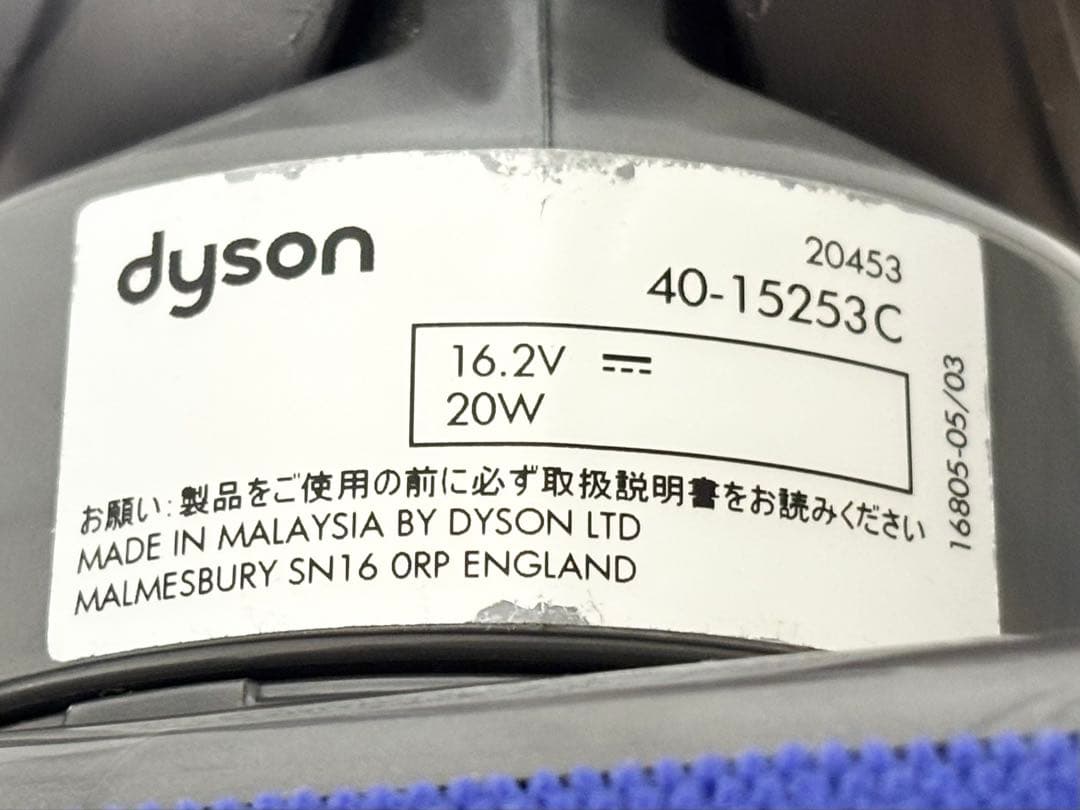 dyson
20453
40-15253C
16.2V
20W
お願い:製品をご使用の前に必ず取扱説明書をお読みください
MADE IN MALAYSIA BY DYSON LTD
MALMESBURY SN16 0RP ENGLAND
16805-05/03